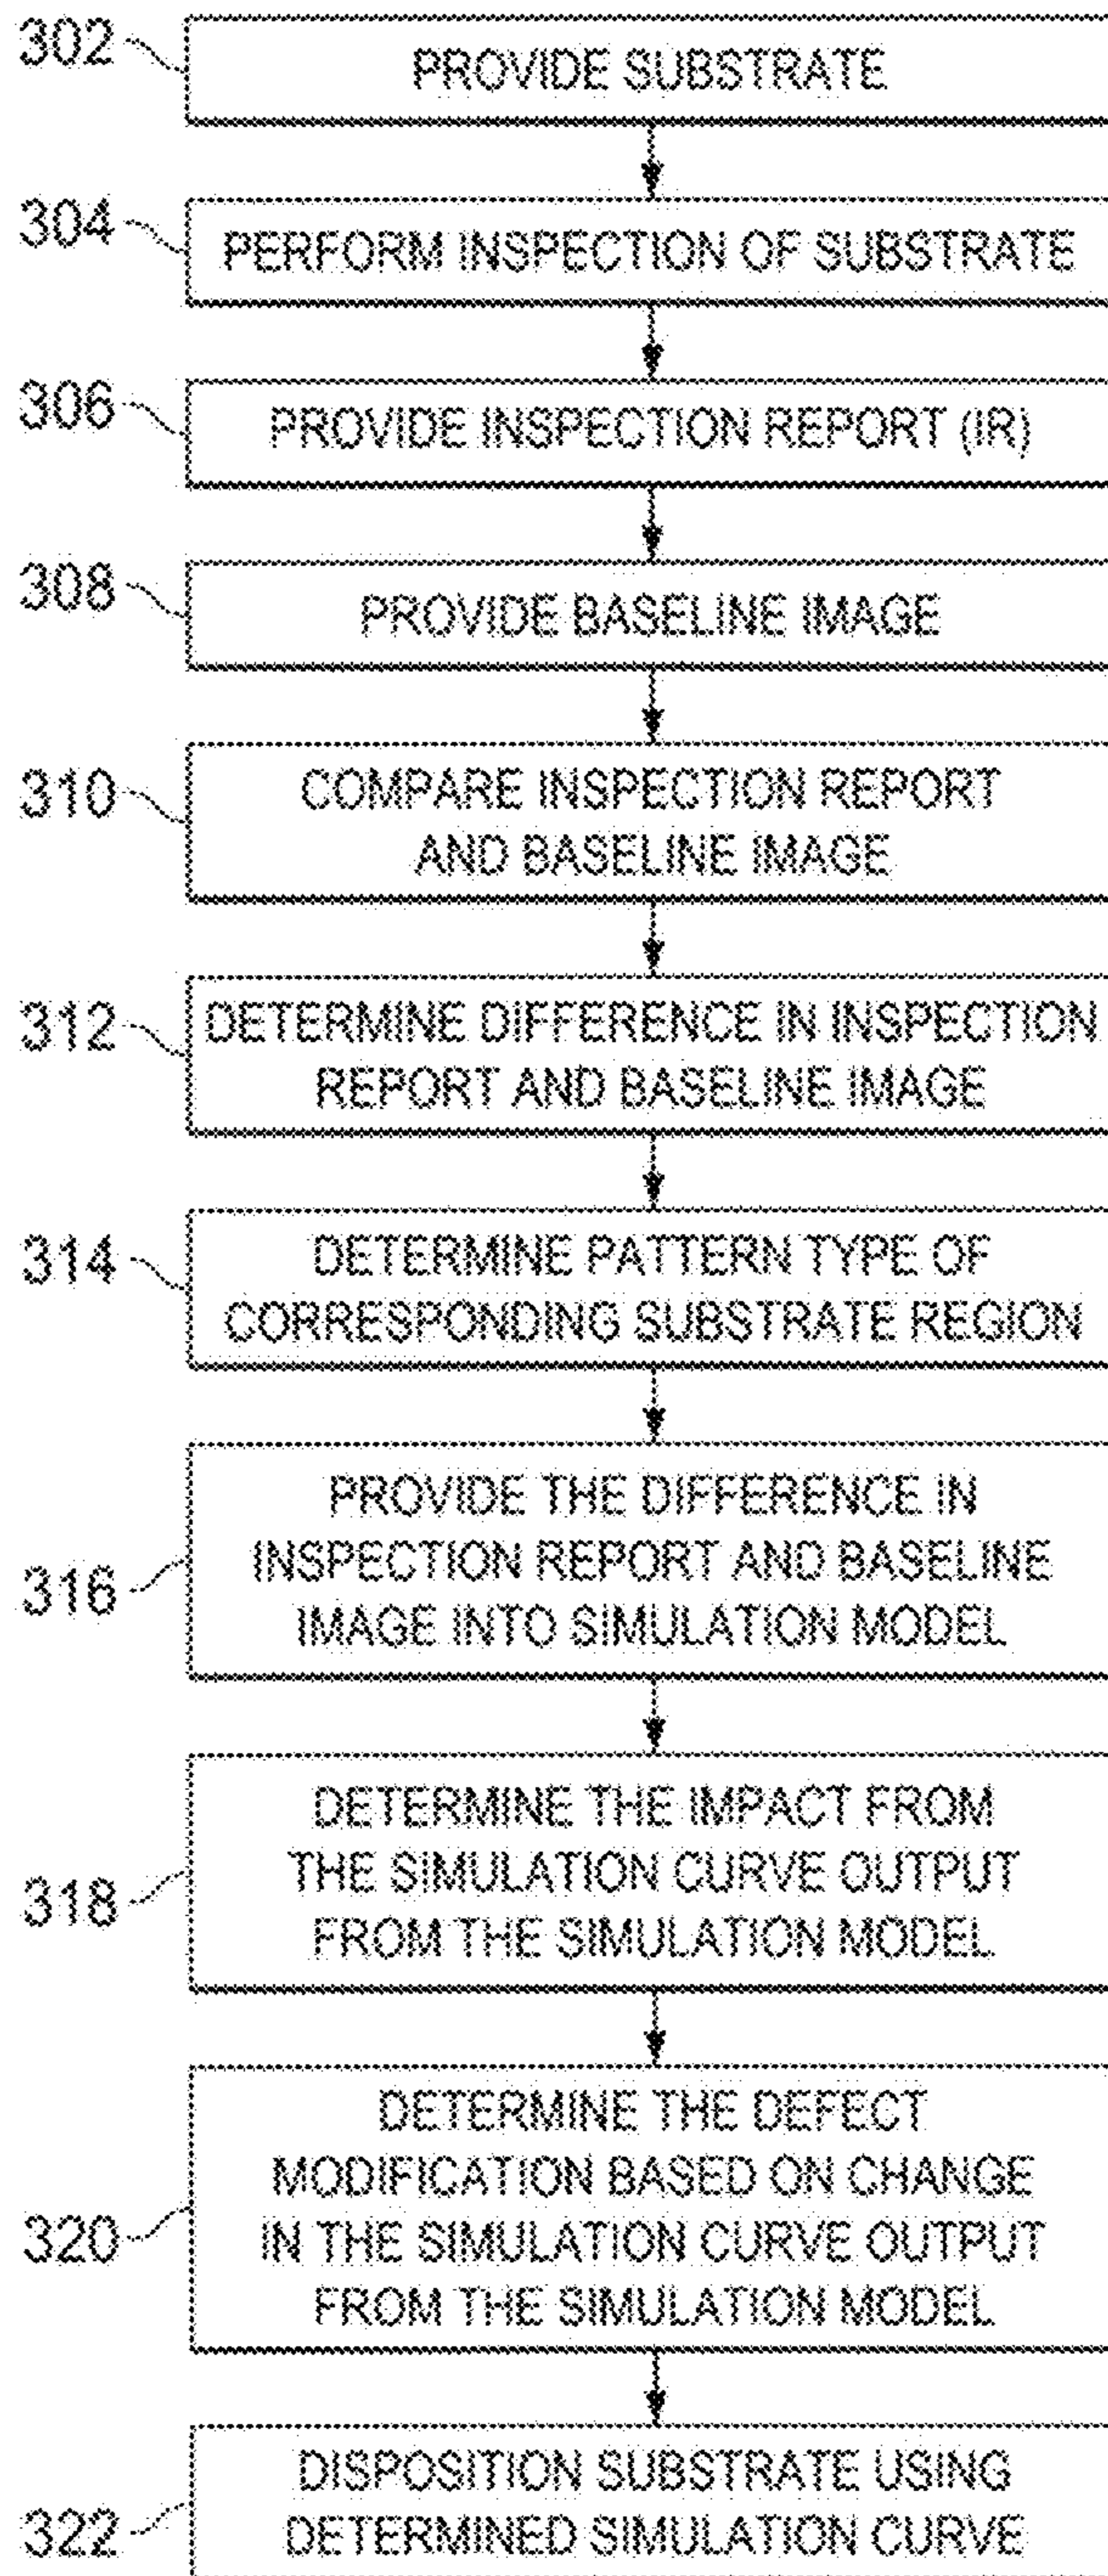 302
PROVIDE SUBSTRATE
304
PERFORM INSPECTION OF SUBSTRATE
306
PROVIDE INSPECTION REPORT (IR)
308
PROVIDE BASELINE IMAGE
310
COMPARE INSPECTION REPORT
AND BASELINE IMAGE
312
DETERMINE DIFFERENCE IN INSPECTION
REPORT AND BASELINE IMAGE
314
DETERMINE PATTERN TYPE OF
CORRESPONDING SUBSTRATE REGION
316
PROVIDE THE DIFFERENCE IN
INSPECTION REPORT AND BASELINE
IMAGE INTO SIMULATION MODEL
318
DETERMINE THE IMPACT FROM
THE SIMULATION CURVE OUTPUT
FROM THE SIMULATION MODEL
320
DETERMINE THE DEFECT
MODIFICATION BASED ON CHANGE
IN THE SIMULATION CURVE OUTPUT
FROM THE SIMULATION MODEL
322
DISPOSITION SUBSTRATE USING
DETERMINED SIMULATION CURVE